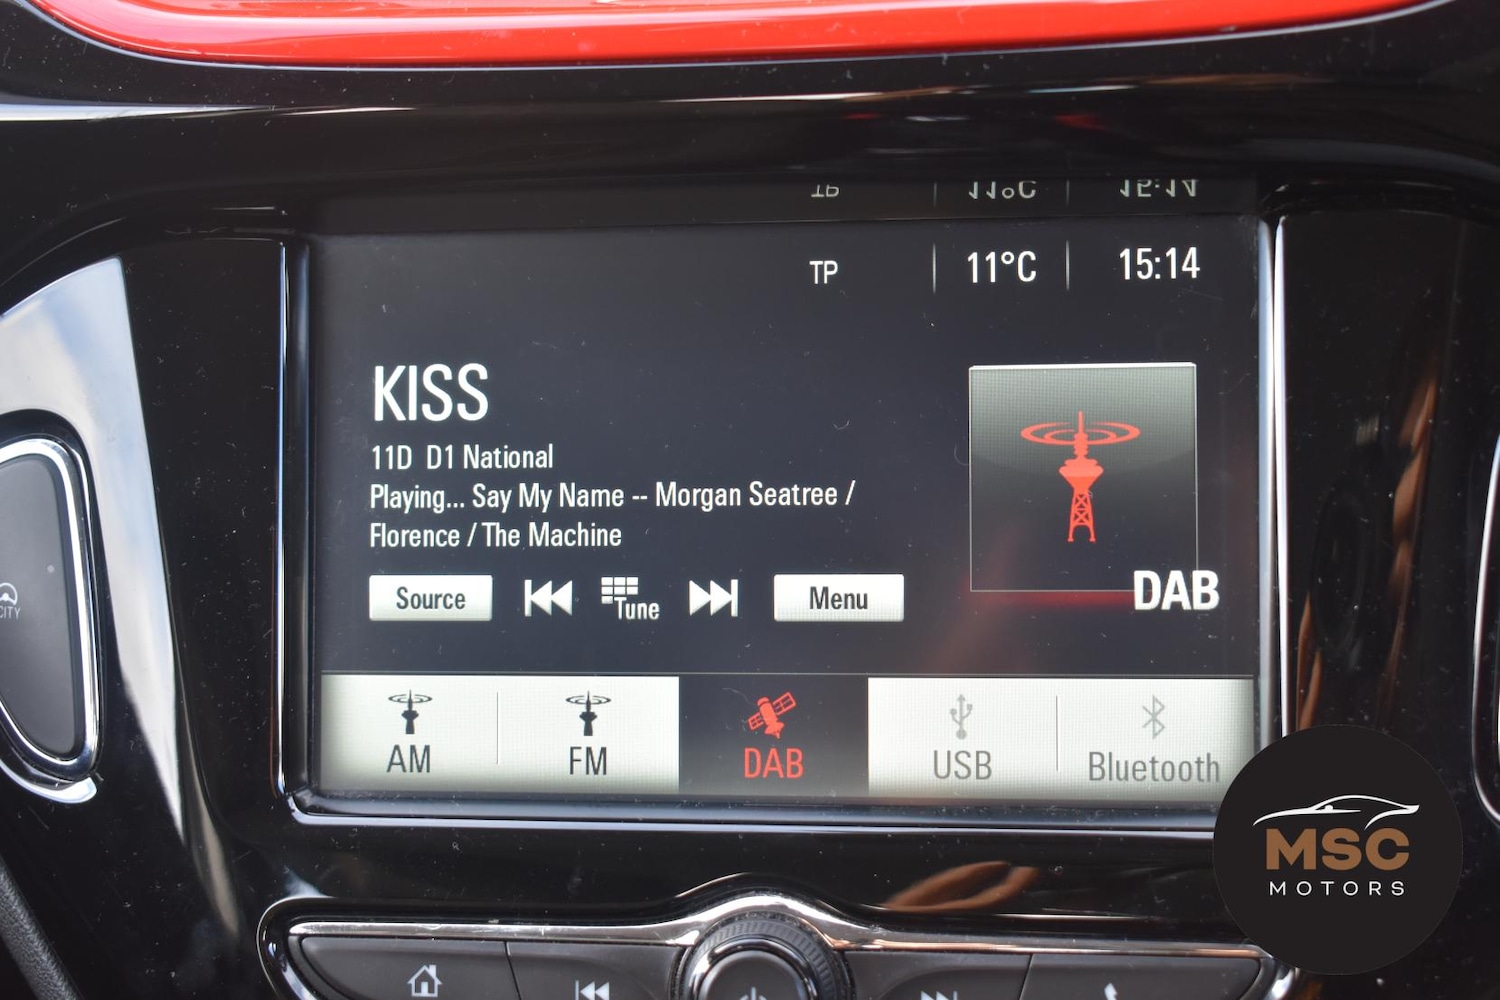 TP 11°C 15:14
KISS
11D D1 National
Playing... Say My Name -- Morgan Seatree /
Florence / The Machine
Source Tune Menu
DAB
AM FM DAB USB Bluetooth
CITY
MSC
MOTORS